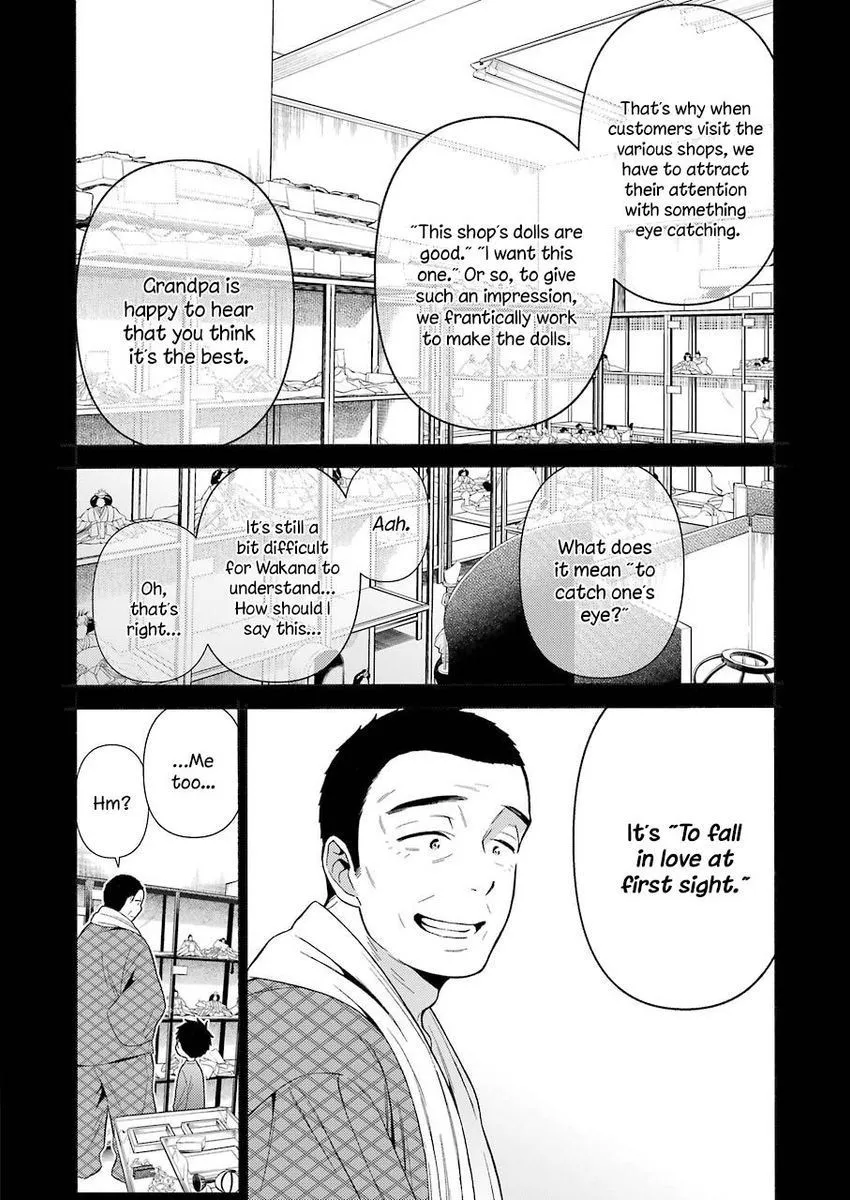 That's why when
customers visit the
various shops, we
have to attract
their attention
with something
eye catching.
"This shop's dolls are
good." "I want this
one." Or so, to give
such an impression,
we frantically work
to make the dolls.
Grandpa is
happy to hear
that you think
it's the best.
What does
it mean "to
catch one's
eye?"
Aah.
It's still a
bit difficult
for Wakana to
understand...
How should I
say this...
Oh,
that's
right...
It's "To fall
in love at
first sight."
...Me
too...
Hm?